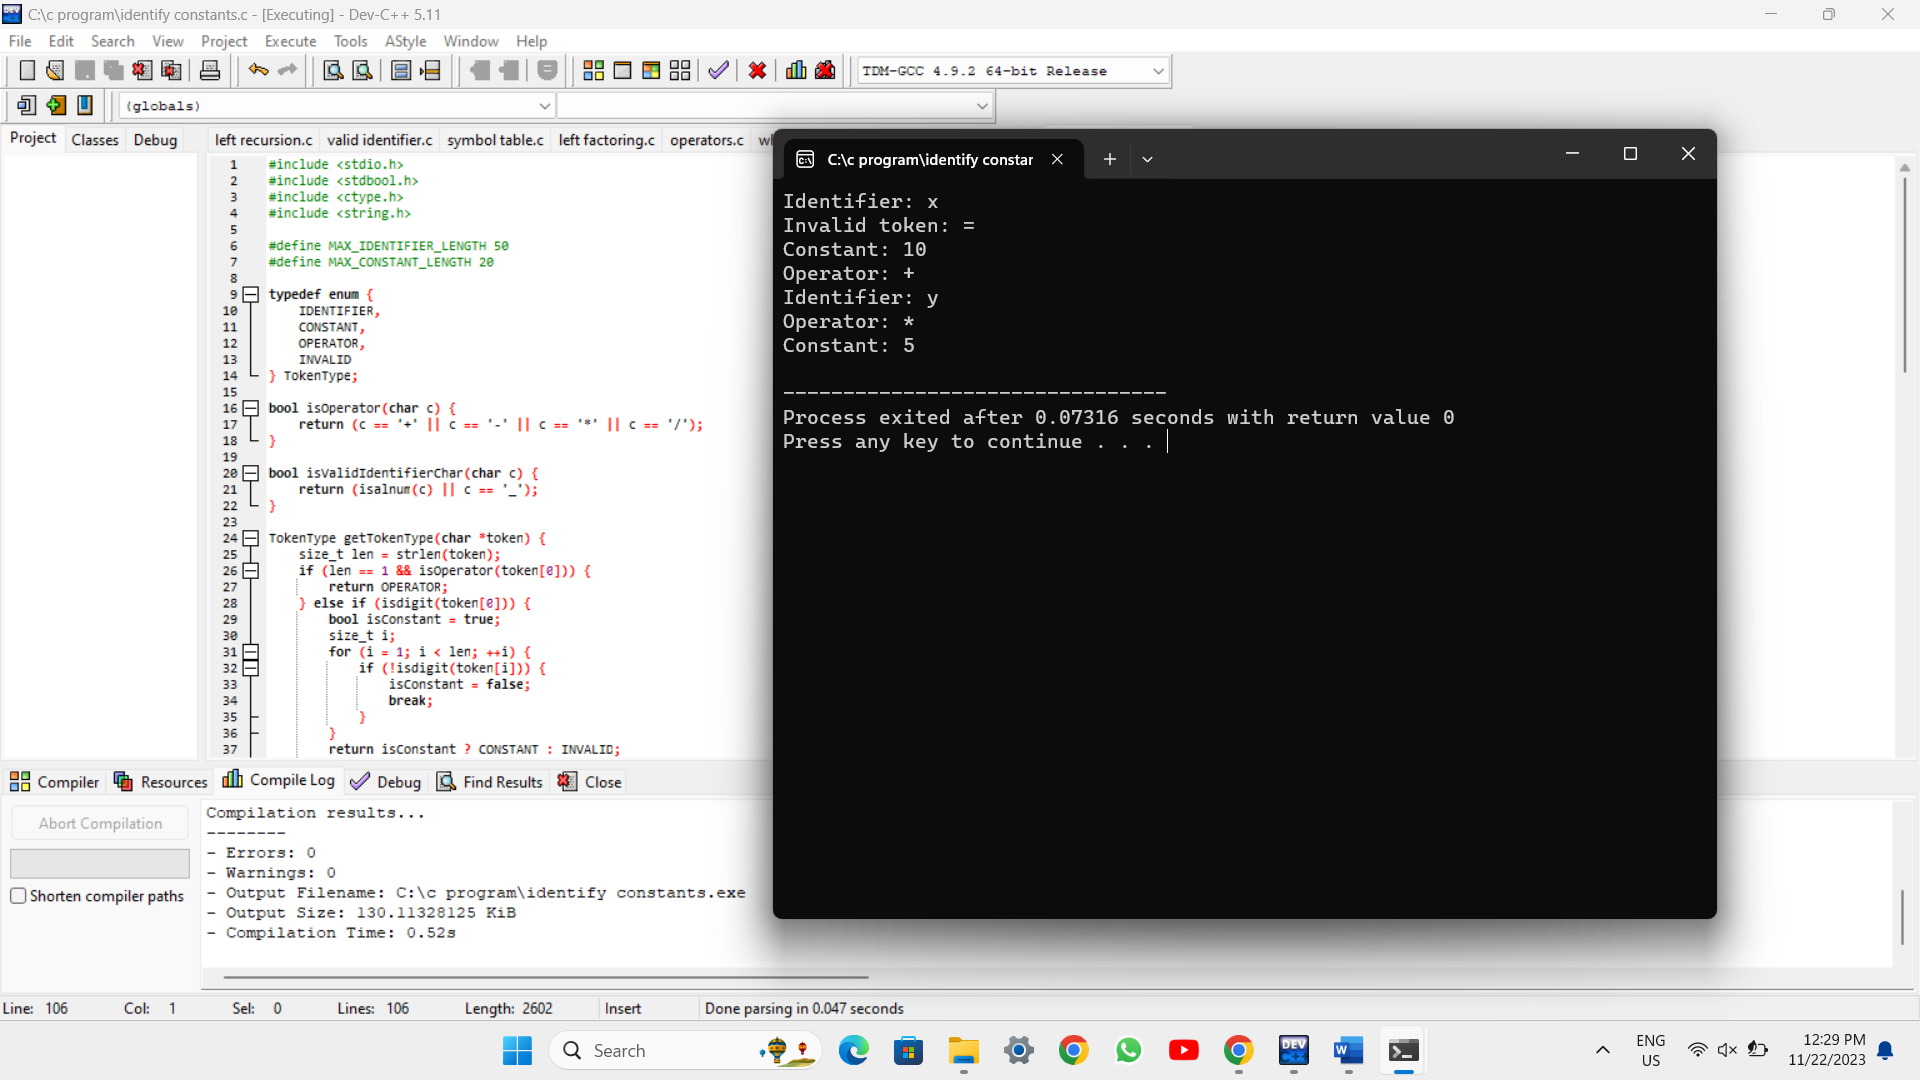 C:\c program\identify constants.c - [Executing] - Dev-C++ 5.11
File Edit Search View Project Execute Tools AStyle Window Help
TDM-GCC 4.9.2 64-bit Release
(globals)
Project Classes Debug
left recursion.c valid identifier.c symbol table.c left factoring.c operators.c
1 #include <stdio.h>
2 #include <stdbool.h>
3 #include <ctype.h>
4 #include <string.h>
5
6 #define MAX_IDENTIFIER_LENGTH 50
7 #define MAX_CONSTANT_LENGTH 20
8
9 typedef enum {
10 IDENTIFIER,
11 CONSTANT,
12 OPERATOR,
13 INVALID
14 } TokenType;
15
16 bool isOperator(char c) {
17 return (c == '+' || c == '-' || c == '*' || c == '/');
18 }
19
20 bool isValidIdentifierChar(char c) {
21 return (isalnum(c) || c == '_');
22 }
23
24 TokenType getTokenType(char *token) {
25 size_t len = strlen(token);
26 if (len == 1 && isOperator(token[0])) {
27 return OPERATOR;
28 } else if (isdigit(token[0])) {
29 bool isConstant = true;
30 size_t i;
31 for (i = 1; i < len; ++i) {
32 if (!isdigit(token[i])) {
33 isConstant = false;
34 break;
35 }
36 }
37 return isConstant ? CONSTANT : INVALID;
C:\c program\identify constar
Identifier: x
Invalid token: =
Constant: 10
Operator: +
Identifier: y
Operator: *
Constant: 5
--------------------------------
Process exited after 0.07316 seconds with return value 0
Press any key to continue . . .
Compiler Resources Compile Log Debug Find Results Close
Abort Compilation
Shorten compiler paths
Compilation results...
--------
- Errors: 0
- Warnings: 0
- Output Filename: C:\c program\identify constants.exe
- Output Size: 130.11328125 KiB
- Compilation Time: 0.52s
Line: 106 Col: 1 Sel: 0 Lines: 106 Length: 2602 Insert Done parsing in 0.047 seconds
Search
DEV
W
ENG
US
12:29 PM
11/22/2023